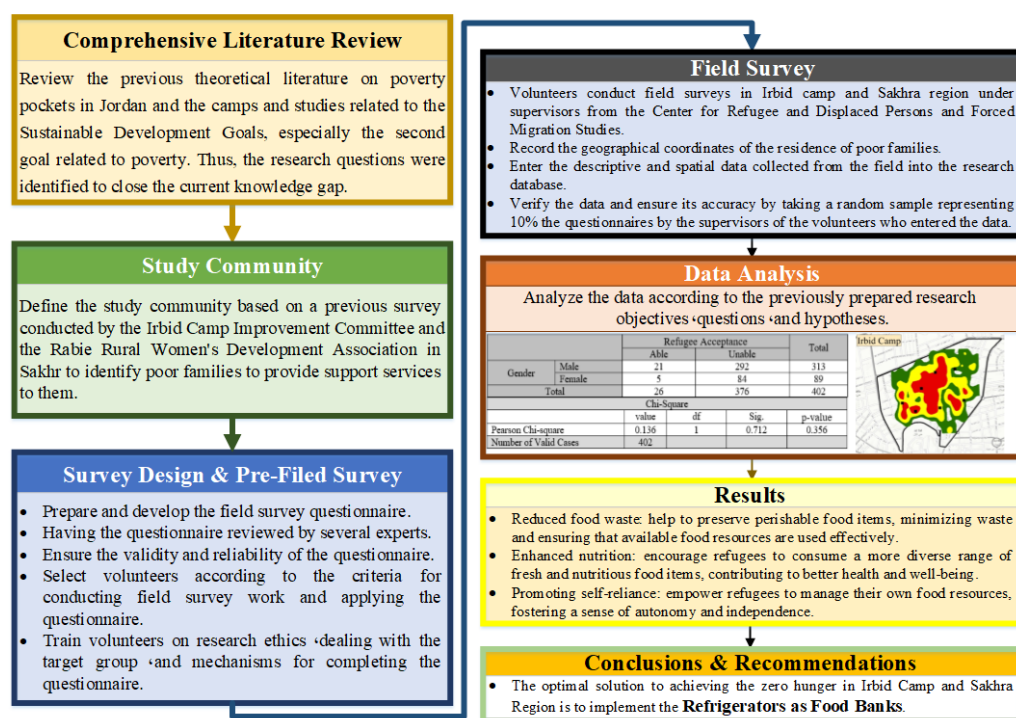 Comprehensive Literature Review
Review the previous theoretical literature on poverty
pockets in Jordan and the camps and studies related to the
Sustainable Development Goals, especially the second
goal related to poverty. Thus, the research questions were
identified to close the current knowledge gap.
Study Community
Define the study community based on a previous survey
conducted by the Irbid Camp Improvement Committee and
the Rabie Rural Women's Development Association in
Sakhr to identify poor families to provide support services
to them.
Survey Design & Pre-Filed Survey
• Prepare and develop the field survey questionnaire.
• Having the questionnaire reviewed by several experts.
• Ensure the validity and reliability of the questionnaire.
• Select volunteers according to the criteria for
conducting field survey work and applying the
questionnaire.
• Train volunteers on research ethics ،dealing with the
target group ،and mechanisms for completing the
questionnaire.
Field Survey
• Volunteers conduct field surveys in Irbid camp and Sakhra region under
supervisors from the Center for Refugee and Displaced Persons and Forced
Migration Studies.
• Record the geographical coordinates of the residence of poor families.
• Enter the descriptive and spatial data collected from the field into the research
database.
• Verify the data and ensure its accuracy by taking a random sample representing
10% the questionnaires by the supervisors of the volunteers who entered the data.
Data Analysis
Analyze the data according to the previously prepared research
objectives ،questions ،and hypotheses.
Refugee Acceptance Total
Able Unable
Gender Male 21 292 313
Female 5 84 89
Total 26 376 402
Chi-Square
value df Sig. p-value
Pearson Chi-square 0.136 1 0.712 0.356
Number of Valid Cases 402
Irbid Camp
Results
• Reduced food waste: help to preserve perishable food items, minimizing waste
and ensuring that available food resources are used effectively.
• Enhanced nutrition: encourage refugees to consume a more diverse range of
fresh and nutritious food items, contributing to better health and well-being.
• Promoting self-reliance: empower refugees to manage their own food resources,
fostering a sense of autonomy and independence.
Conclusions & Recommendations
• The optimal solution to achieving the zero hunger in Irbid Camp and Sakhra
Region is to implement the Refrigerators as Food Banks.